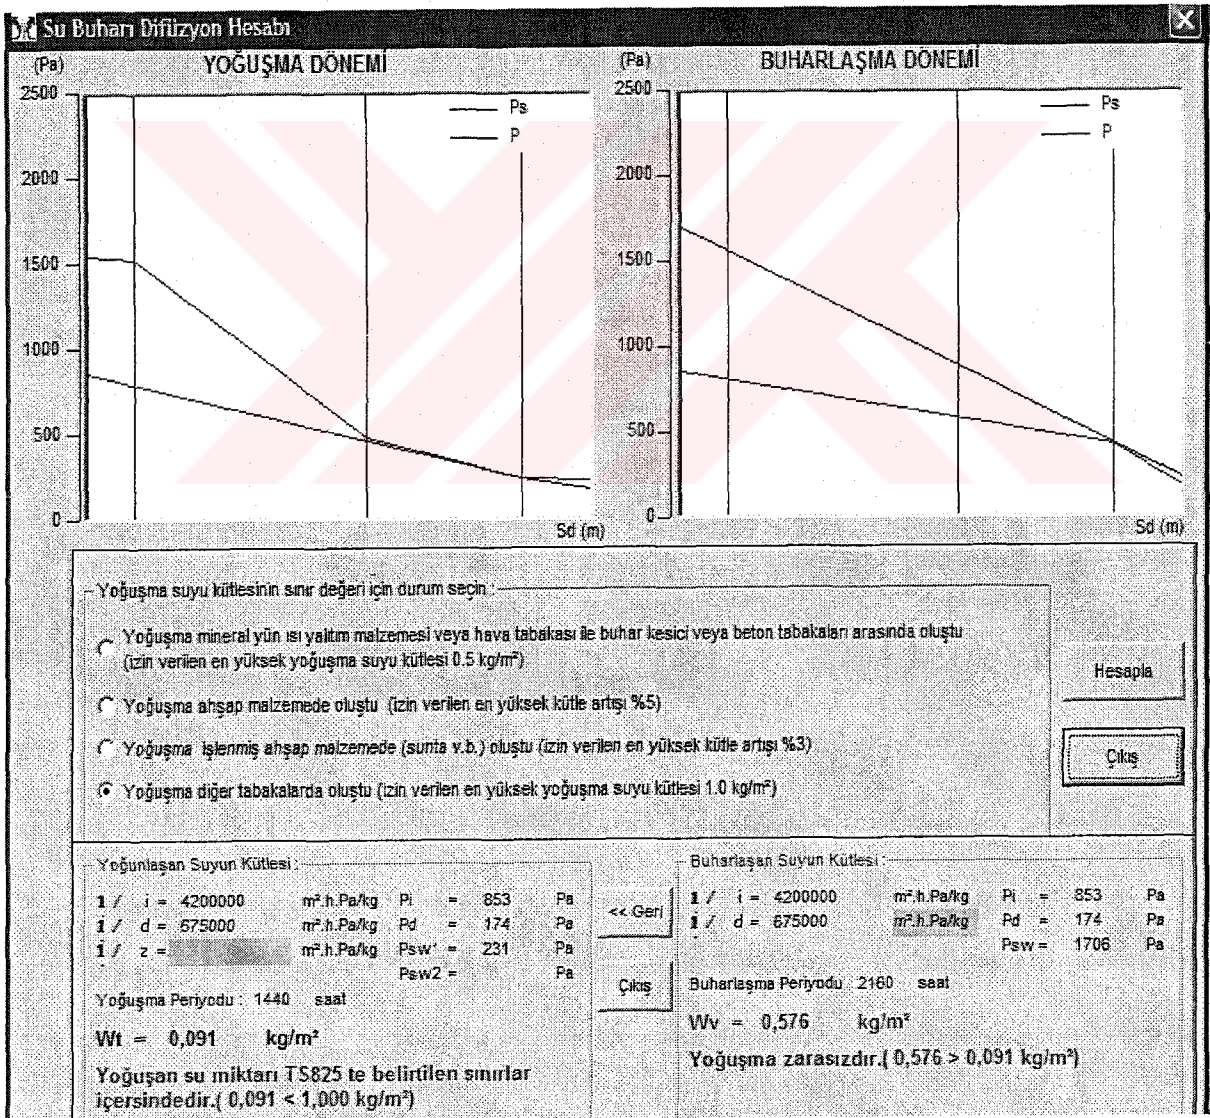 Su Buharı Difüzyon Hesabı
(Pa) YOĞUŞMA DÖNEMİ
2500
2000
1500
1000
500
0
Ps
P
Sd (m)
(Pa) BUHARLAŞMA DÖNEMİ
2500
2000
1500
1000
500
0
Ps
P
Sd (m)
Yoğuşma suyu kütlesinin sınır değeri için durum seçin :
Yoğuşma mineral yün ısı yalıtım malzemesi veya hava tabakası ile buhar kesici veya beton tabakaları arasında oluştu
(izin verilen en yüksek yoğuşma suyu kütlesi 0.5 kg/m²)
Yoğuşma ahşap malzemede oluştu (izin verilen en yüksek kütle artışı %5)
Yoğuşma işlenmiş ahşap malzemede (sunta v.b.) oluştu (izin verilen en yüksek kütle artışı %3)
Yoğuşma diğer tabakalarda oluştu (izin verilen en yüksek yoğuşma suyu kütlesi 1.0 kg/m²)
Hesapla
Çıkış
Yoğunlaşan Suyun Kütlesi :
1 / i = 4200000 m².h.Pa/kg Pi = 853 Pa
1 / d = 675000 m².h.Pa/kg Pd = 174 Pa
1 / z = m².h.Pa/kg Psw1 = 231 Pa
Psw2 = Pa
Yoğuşma Periyodu : 1440 saat
Wt = 0,091 kg/m²
Yoğuşan su miktarı TS825 te belirtilen sınırlar
içersindedir.( 0,091 < 1,000 kg/m²)
<< Geri
Çıkış
Buharlaşan Suyun Kütlesi :
1 / i = 4200000 m².h.Pa/kg Pi = 853 Pa
1 / d = 675000 m².h.Pa/kg Pd = 174 Pa
Psw = 1706 Pa
Buharlaşma Periyodu 2160 saat
Wv = 0,576 kg/m²
Yoğuşma zarasızdır.( 0,576 > 0,091 kg/m²)